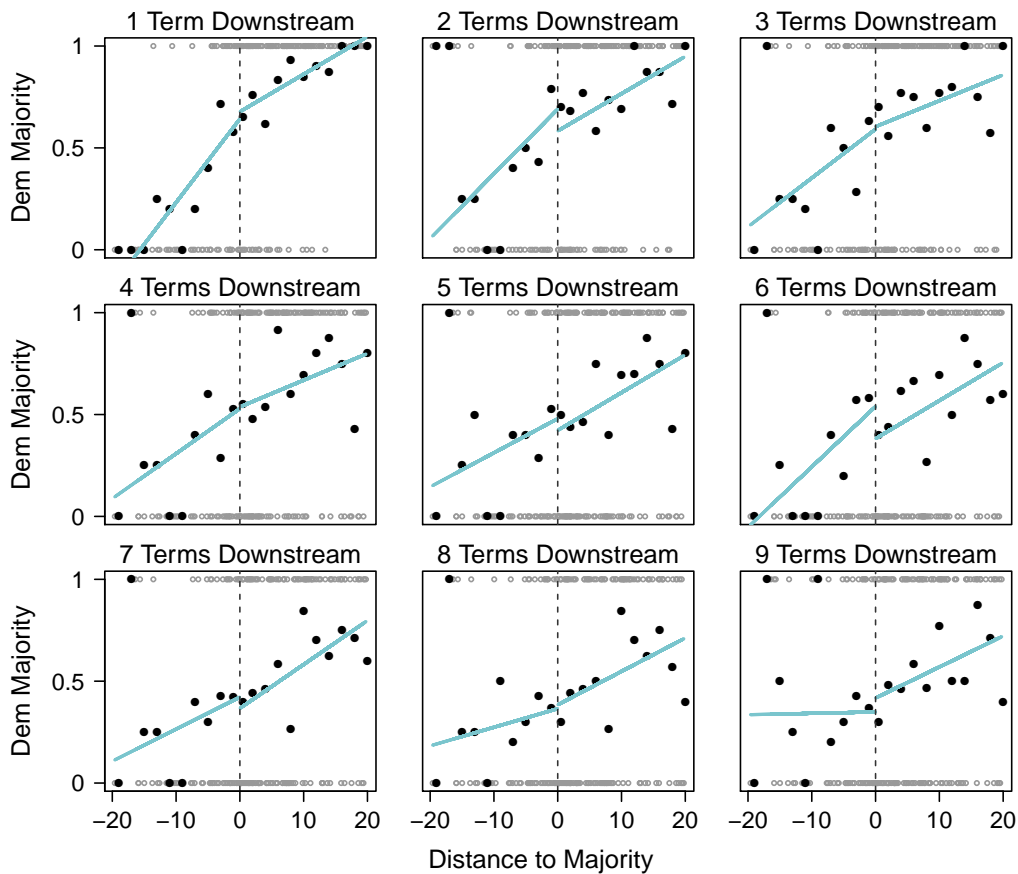 1 Term Downstream
2 Terms Downstream
3 Terms Downstream
Dem Majority
1
0.5
0
4 Terms Downstream
5 Terms Downstream
6 Terms Downstream
Dem Majority
1
0.5
0
7 Terms Downstream
8 Terms Downstream
9 Terms Downstream
Dem Majority
1
0.5
0
−20 −10 0 10 20
−20 −10 0 10 20
−20 −10 0 10 20
Distance to Majority